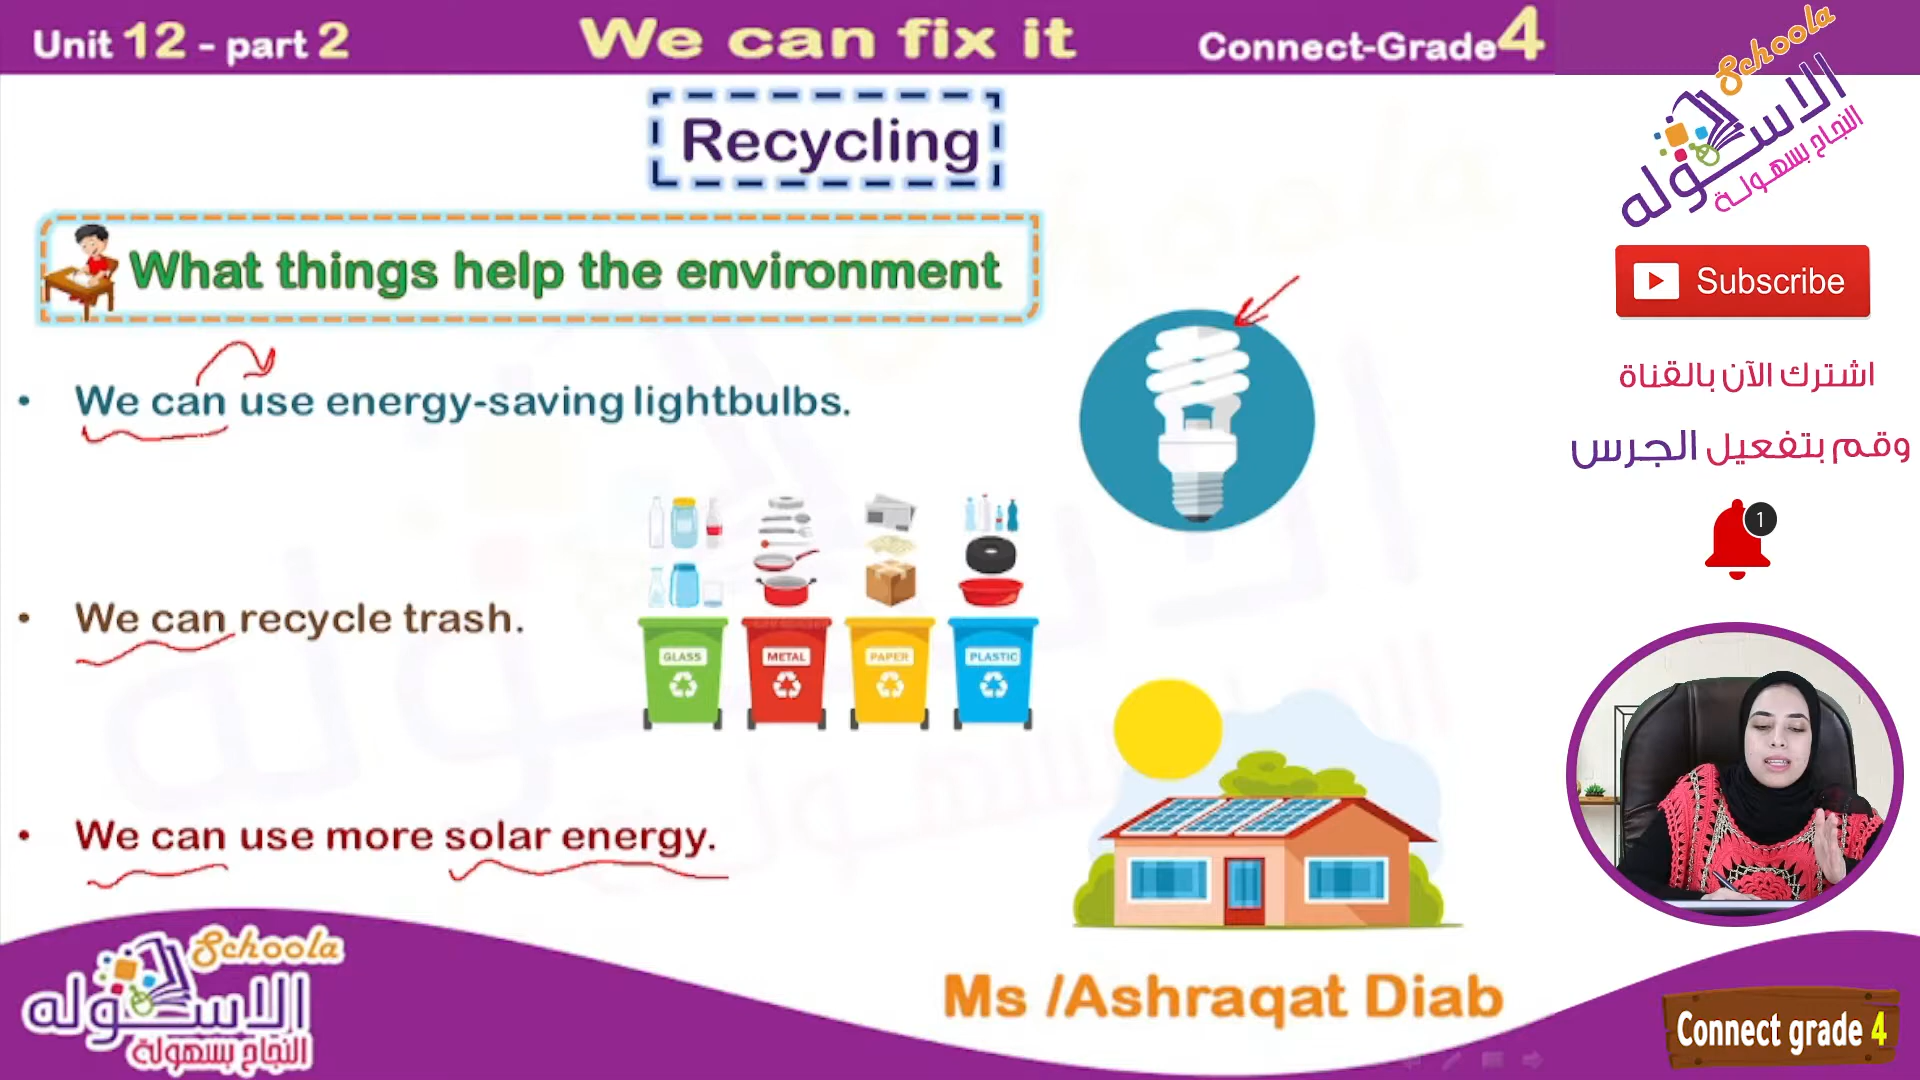 Unit 12 - part 2
We can fix it
Connect-Grade 4
Schoola
الاسكوله
النجاح بسهولة
Recycling
Subscribe
What things help the environment
اشترك الآن بالقناة
• We can use energy-saving lightbulbs.
وقم بتفعيل الجرس
1
• We can recycle trash.
GLASS
METAL
PAPER
PLASTIC
• We can use more solar energy.
Schoola
الاسكوله
النجاح بسهولة
Ms /Ashraqat Diab
Connect grade 4